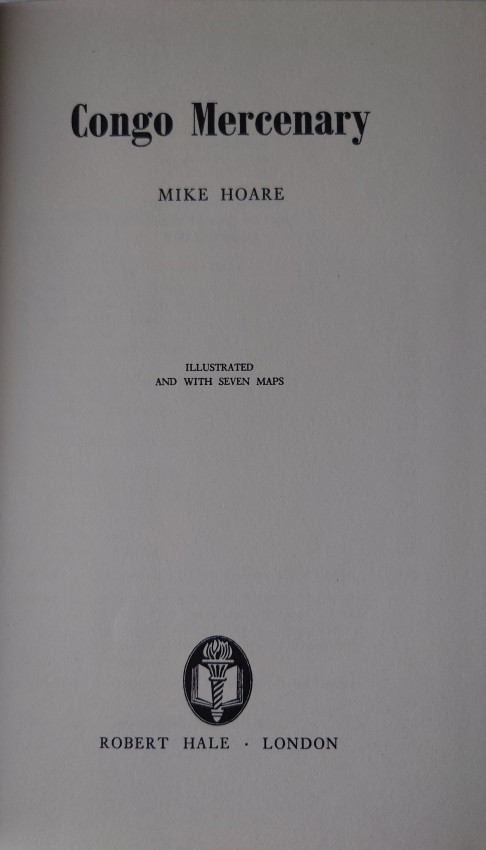 Congo Mercenary
MIKE HOARE
ILLUSTRATED
AND WITH SEVEN MAPS
ROBERT HALE · LONDON